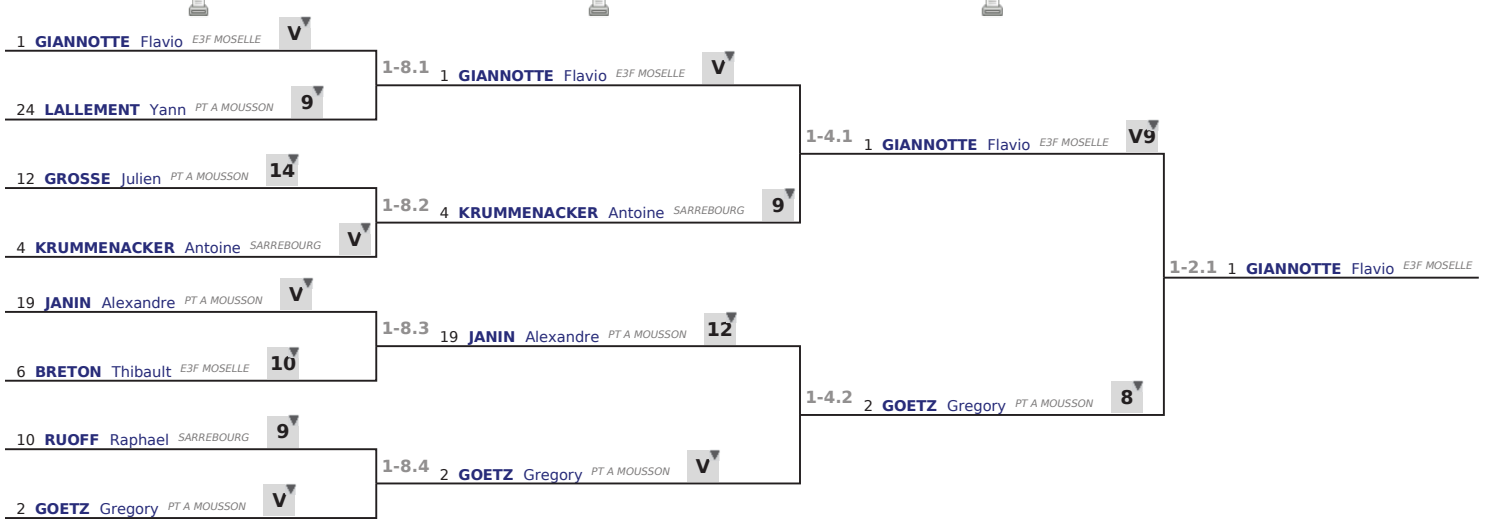 1 GIANNOTTE Flavio E3F MOSELLE V
24 LALLEMENT Yann PT A MOUSSON 9
12 GROSSE Julien PT A MOUSSON 14
4 KRUMMENACKER Antoine SARREBOURG V
19 JANIN Alexandre PT A MOUSSON V
6 BRETON Thibault E3F MOSELLE 10
10 RUOFF Raphael SARREBOURG 9
2 GOETZ Gregory PT A MOUSSON V
1-8.1 1 GIANNOTTE Flavio E3F MOSELLE V
1-8.2 4 KRUMMENACKER Antoine SARREBOURG 9
1-8.3 19 JANIN Alexandre PT A MOUSSON 12
1-8.4 2 GOETZ Gregory PT A MOUSSON V
1-4.1 1 GIANNOTTE Flavio E3F MOSELLE V9
1-4.2 2 GOETZ Gregory PT A MOUSSON 8
1-2.1 1 GIANNOTTE Flavio E3F MOSELLE